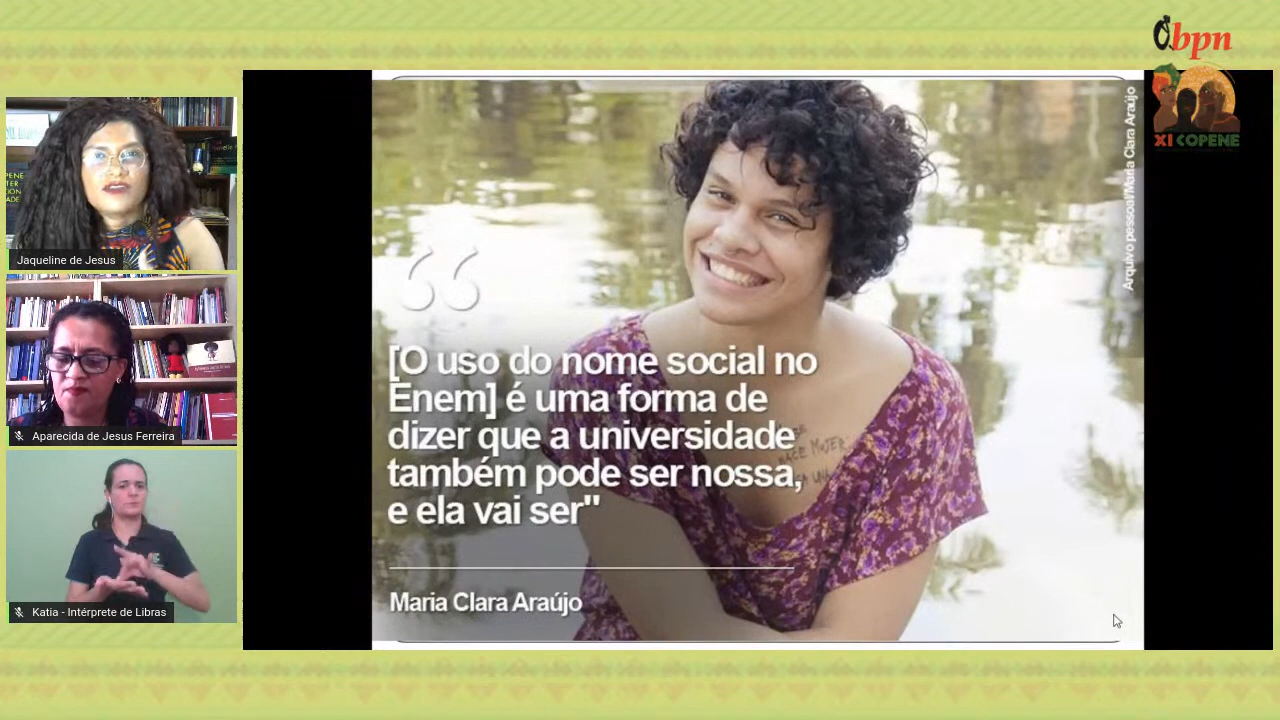 bpn
XI COPENE
Jaqueline de Jesus
Aparecida de Jesus Ferreira
Katia - Intérprete de Libras
“
[O uso do nome social no
Enem] é uma forma de
dizer que a universidade
também pode ser nossa,
e ela vai ser"
Maria Clara Araújo
Arquivo pessoal/Maria Clara Araújo
MUJER